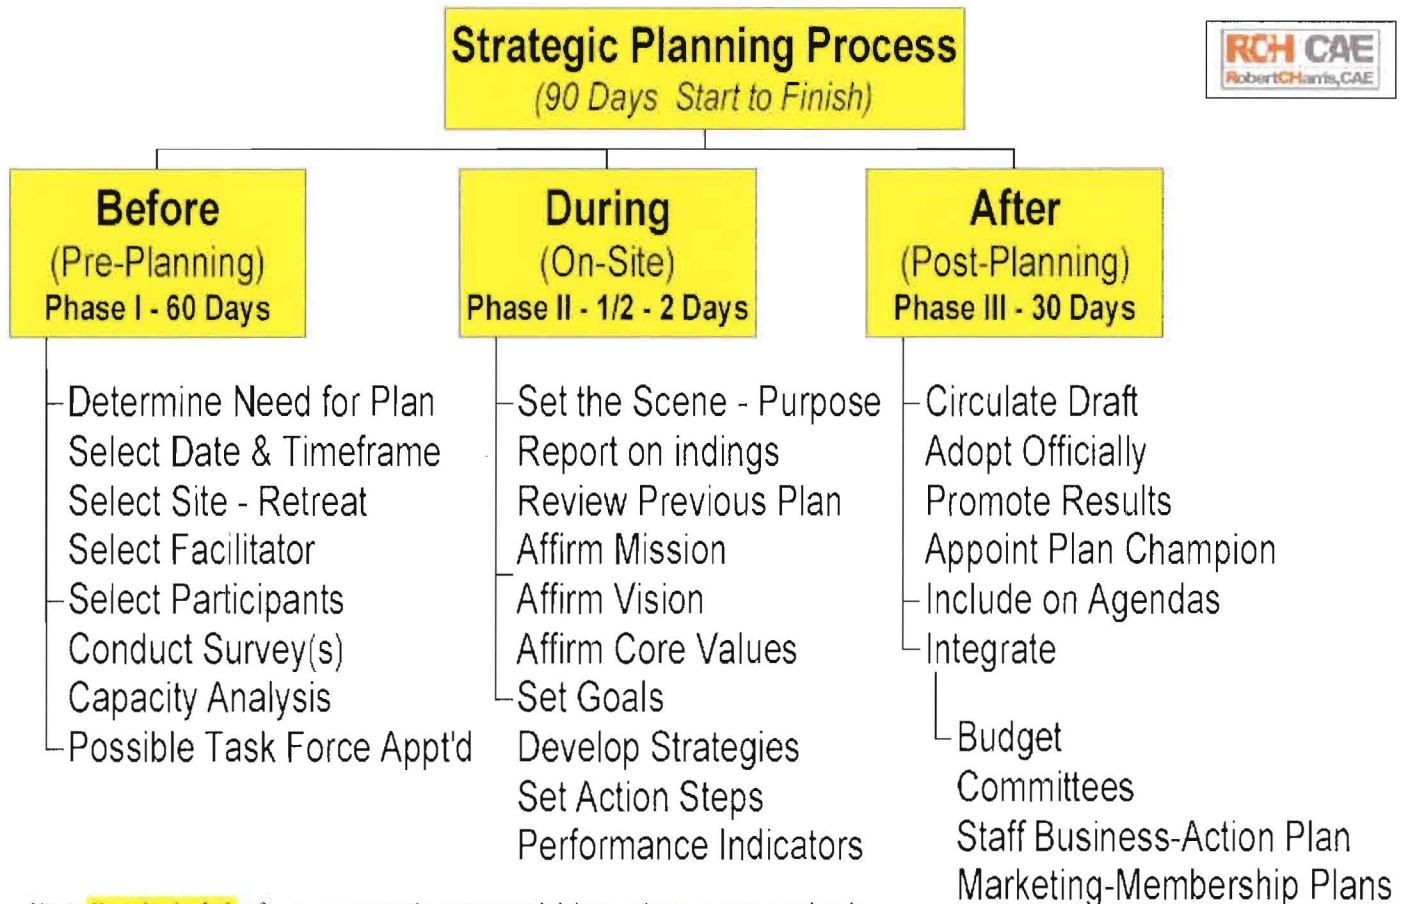 Strategic Planning Process
(90 Days Start to Finish)
RCH CAE
RobertCHarris,CAE
Before
(Pre-Planning)
Phase I - 60 Days
Determine Need for Plan
Select Date & Timeframe
Select Site - Retreat
Select Facilitator
Select Participants
Conduct Survey(s)
Capacity Analysis
Possible Task Force Appt'd
During
(On-Site)
Phase II - 1/2 - 2 Days
Set the Scene - Purpose
Report on indings
Review Previous Plan
Affirm Mission
Affirm Vision
Affirm Core Values
Set Goals
Develop Strategies
Set Action Steps
Performance Indicators
After
(Post-Planning)
Phase III - 30 Days
Circulate Draft
Adopt Officially
Promote Results
Appoint Plan Champion
Include on Agendas
Integrate
Budget
Committees
Staff Business-Action Plan
Marketing-Membership Plans